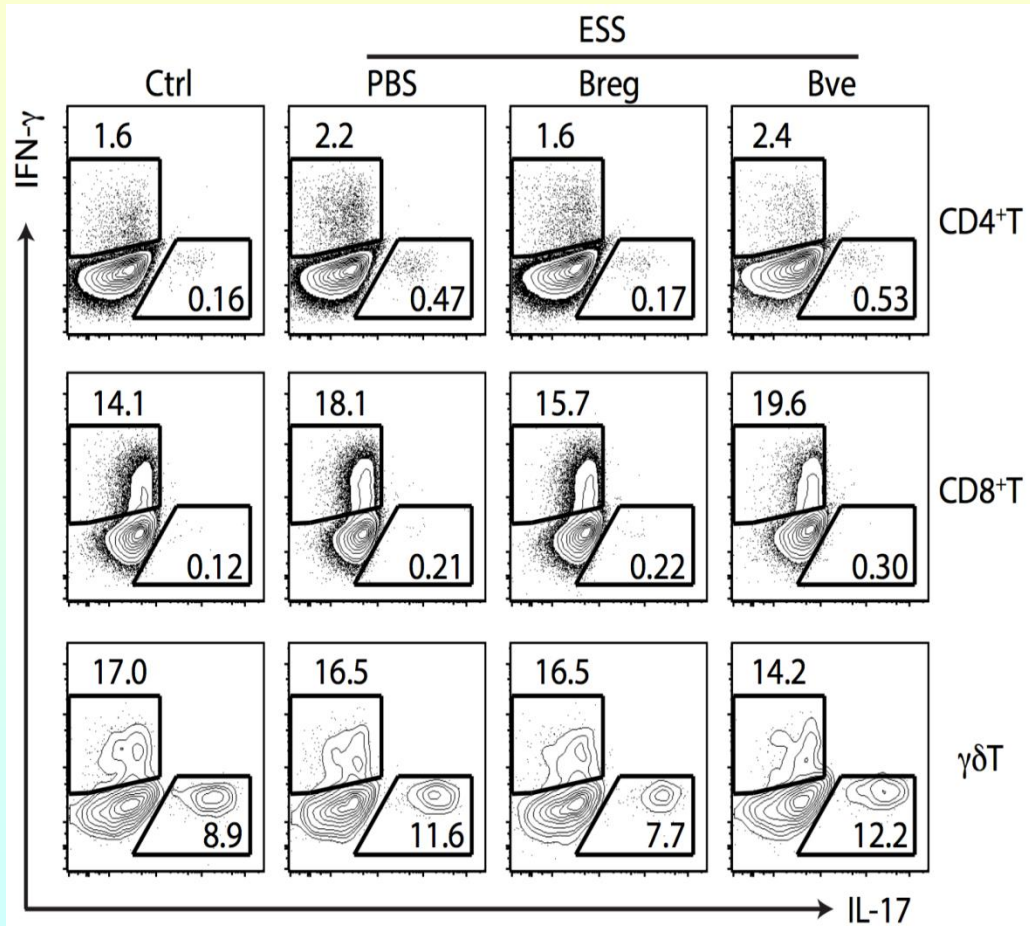 ESS
Ctrl PBS Breg Bve
IFN-γ
1.6 2.2 1.6 2.4
CD4⁺T
0.16 0.47 0.17 0.53
14.1 18.1 15.7 19.6
CD8⁺T
0.12 0.21 0.22 0.30
17.0 16.5 16.5 14.2
γδT
8.9 11.6 7.7 12.2
IL-17